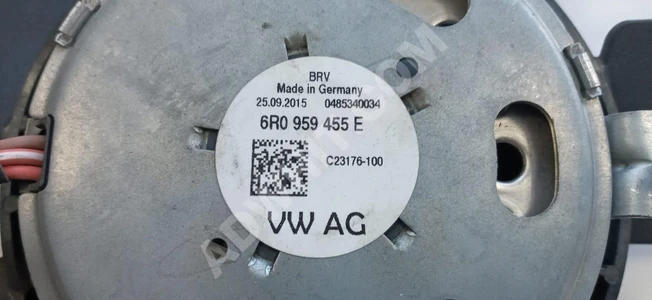 BRV
Made in Germany
25.09.2015 0485340034
6R0 959 455 E
C23176-100
VW AG